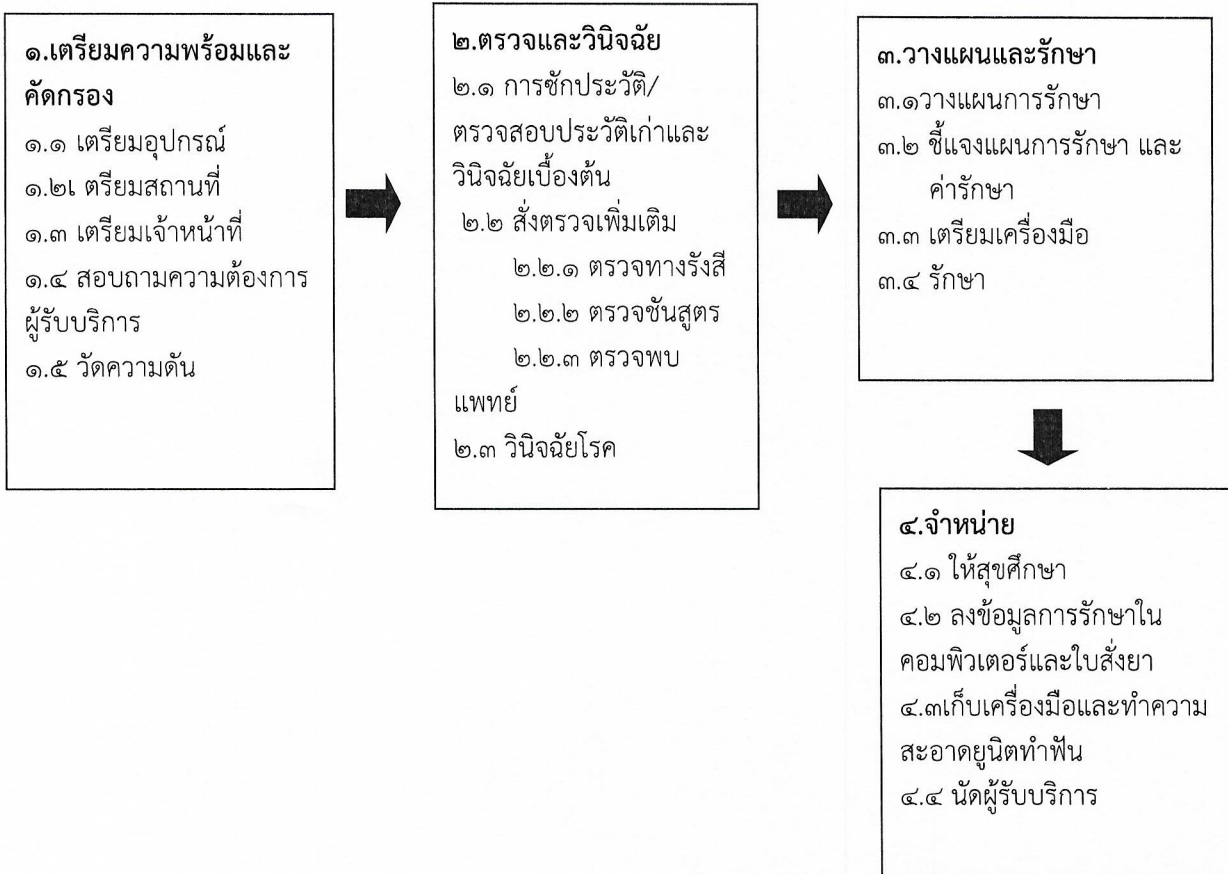 ๑.เตรียมความพร้อมและ
คัดกรอง
๑.๑ เตรียมอุปกรณ์
๑.๒เ ตรียมสถานที่
๑.๓ เตรียมเจ้าหน้าที่
๑.๔ สอบถามความต้องการ
ผู้รับบริการ
๑.๕ วัดความดัน
๒.ตรวจและวินิจฉัย
๒.๑ การซักประวัติ/
ตรวจสอบประวัติเก่าและ
วินิจฉัยเบื้องต้น
๒.๒ สั่งตรวจเพิ่มเติม
๒.๒.๑ ตรวจทางรังสี
๒.๒.๒ ตรวจชันสูตร
๒.๒.๓ ตรวจพบ
แพทย์
๒.๓ วินิจฉัยโรค
๓.วางแผนและรักษา
๓.๑วางแผนการรักษา
๓.๒ ชี้แจงแผนการรักษา และ
ค่ารักษา
๓.๓ เตรียมเครื่องมือ
๓.๔ รักษา
๔.จำหน่าย
๔.๑ ให้สุขศึกษา
๔.๒ ลงข้อมูลการรักษาใน
คอมพิวเตอร์และใบสั่งยา
๔.๓เก็บเครื่องมือและทำความ
สะอาดยูนิตทำฟัน
๔.๔ นัดผู้รับบริการ